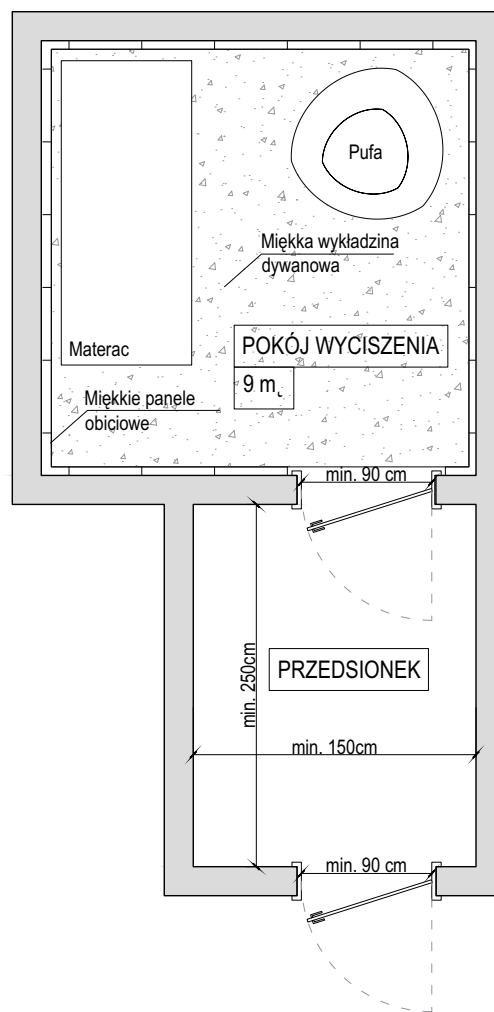 Pufa
Miękka wykładzina
dywanowa
POKÓJ WYCISZENIA
9 m
Materac
Miękkie panele
obiciowe
min. 90 cm
min. 250cm
PRZEDSIONEK
min. 150cm
min. 90 cm